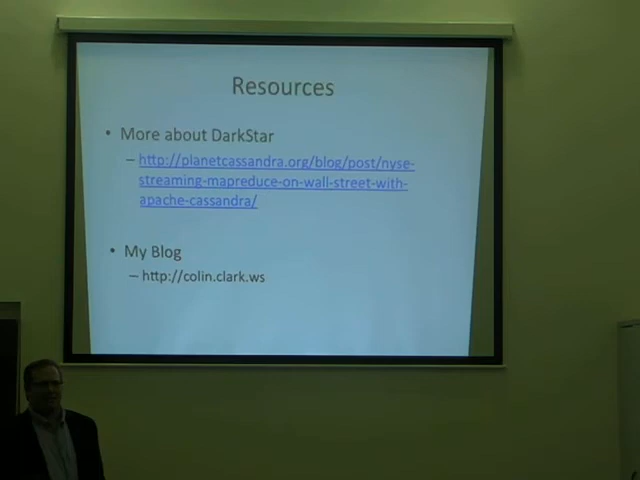 Resources
• More about DarkStar
– http://planetcassandra.org/blog/post/nyse-
streaming-mapreduce-on-wall-street-with-
apache-cassandra/
• My Blog
– http://colin.clark.ws